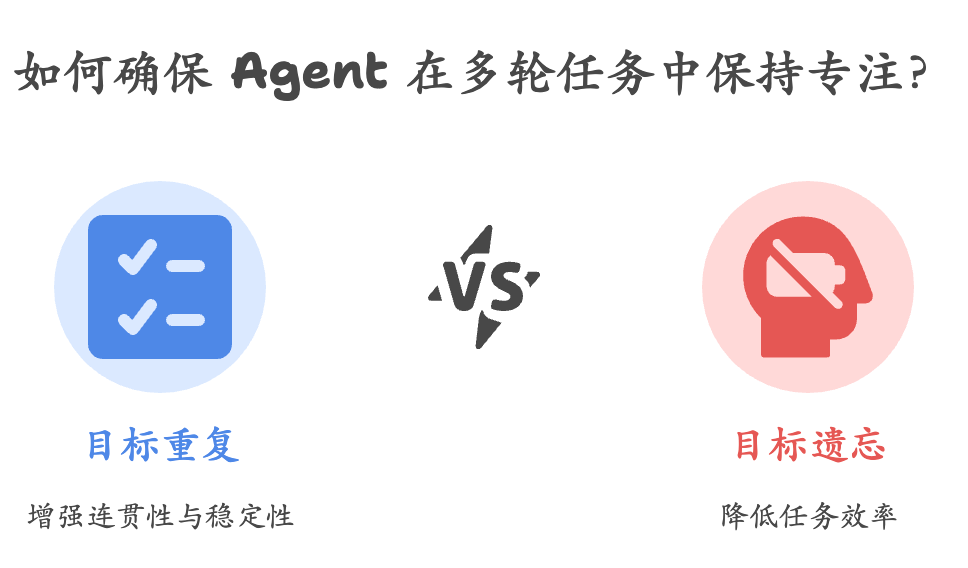 如何确保 Agent 在多轮任务中保持专注?
VS
目标重复
目标遗忘
增强连贯性与稳定性
降低任务效率